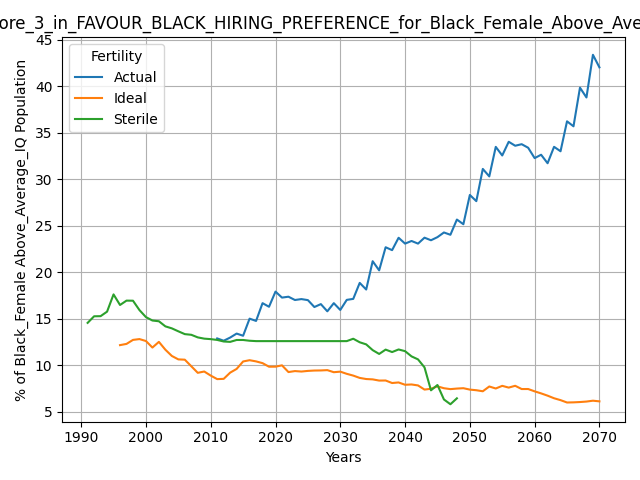 ore_3_in_FAVOUR_BLACK_HIRING_PREFERENCE_for_Black_Female_Above_Ave
45
40
35
30
25
20
15
10
5
% of Black_Female Above_Average_IQ Population
Fertility
Actual
Ideal
Sterile
1990 2000 2010 2020 2030 2040 2050 2060 2070
Years